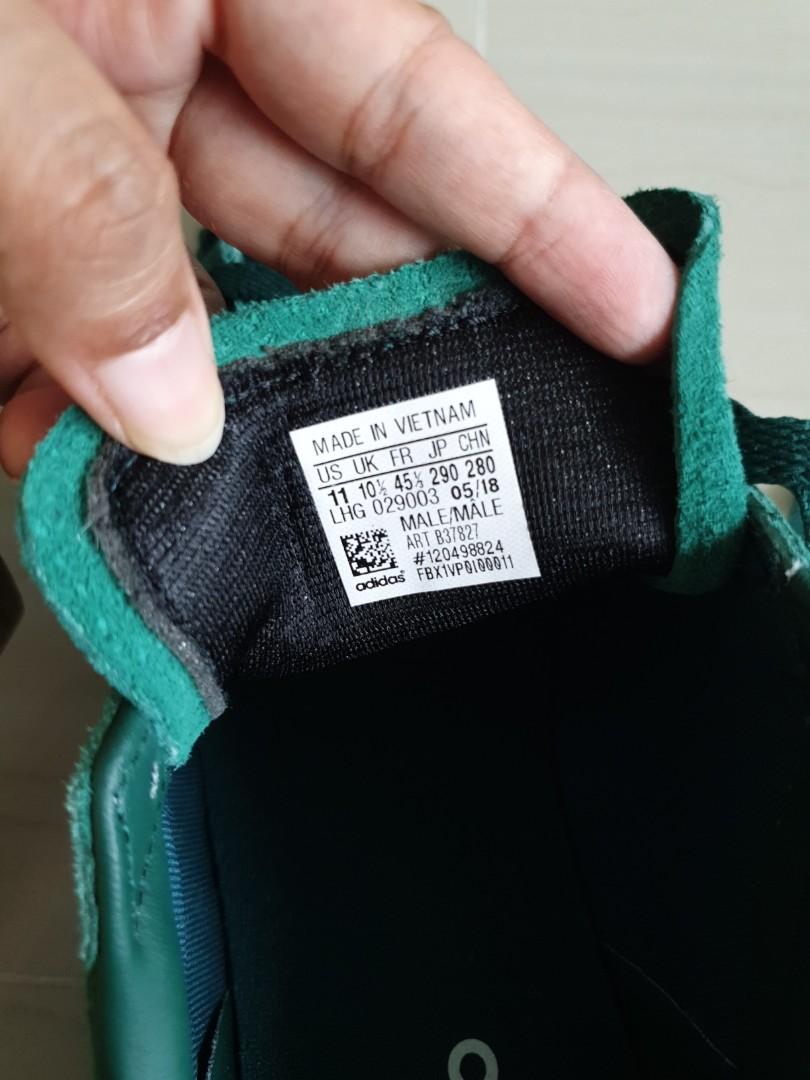 MADE IN VIETNAM
US UK FR JP CHN
11 10½ 45⅓ 290 280
LHG 029003 05/18
MALE/MÂLE
ART B37827
#120498824
FBX1VP0I00011
adidas®